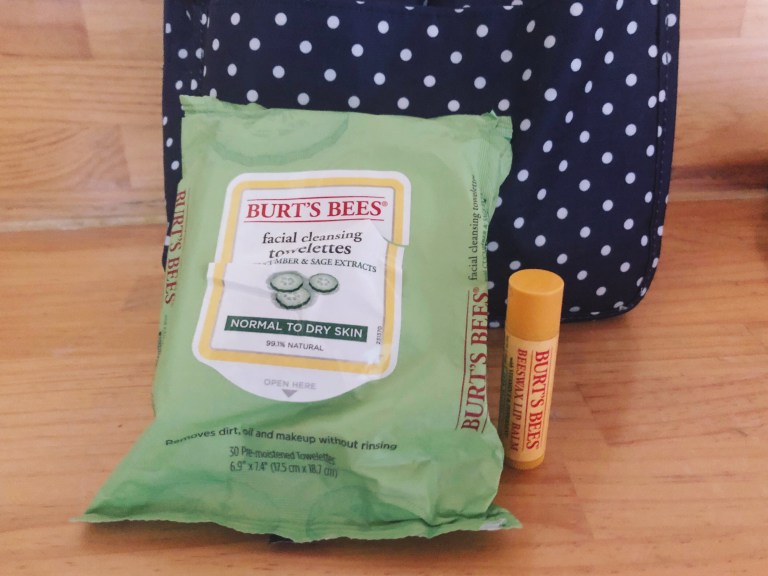 BURT'S BEES®
facial cleansing
towelettes
& SAGE EXTRACTS
NORMAL TO DRY SKIN
99.1% NATURAL
OPEN HERE
Removes dirt, oil and makeup without rinsing
30 Pre-moistened Towelettes
6.9" x 7.4" (17.5 cm x 18.7 cm)
BURT'S BEES
BURT'S BEES
facial cleansing towelettes
BURT'S BEES
BEESWAX LIP BALM